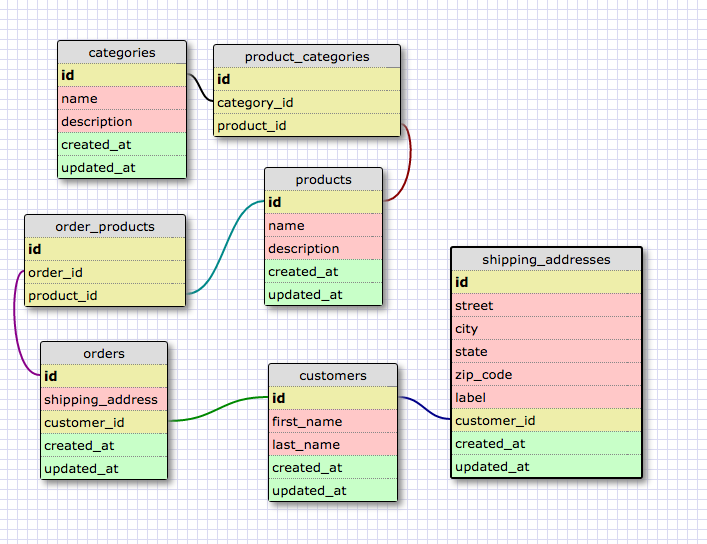 categories
id
name
description
created_at
updated_at
product_categories
id
category_id
product_id
products
id
name
description
created_at
updated_at
order_products
id
order_id
product_id
shipping_addresses
id
street
city
state
zip_code
label
customer_id
created_at
updated_at
orders
id
shipping_address
customer_id
created_at
updated_at
customers
id
first_name
last_name
created_at
updated_at